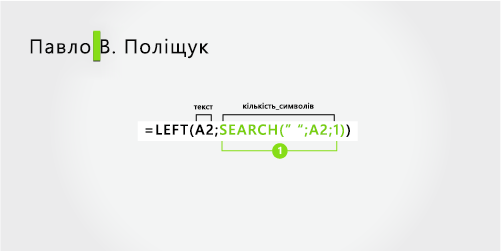 Павло В. Поліщук
текст кількість_символів
=LEFT(A2;SEARCH(” “;A2;1))
1